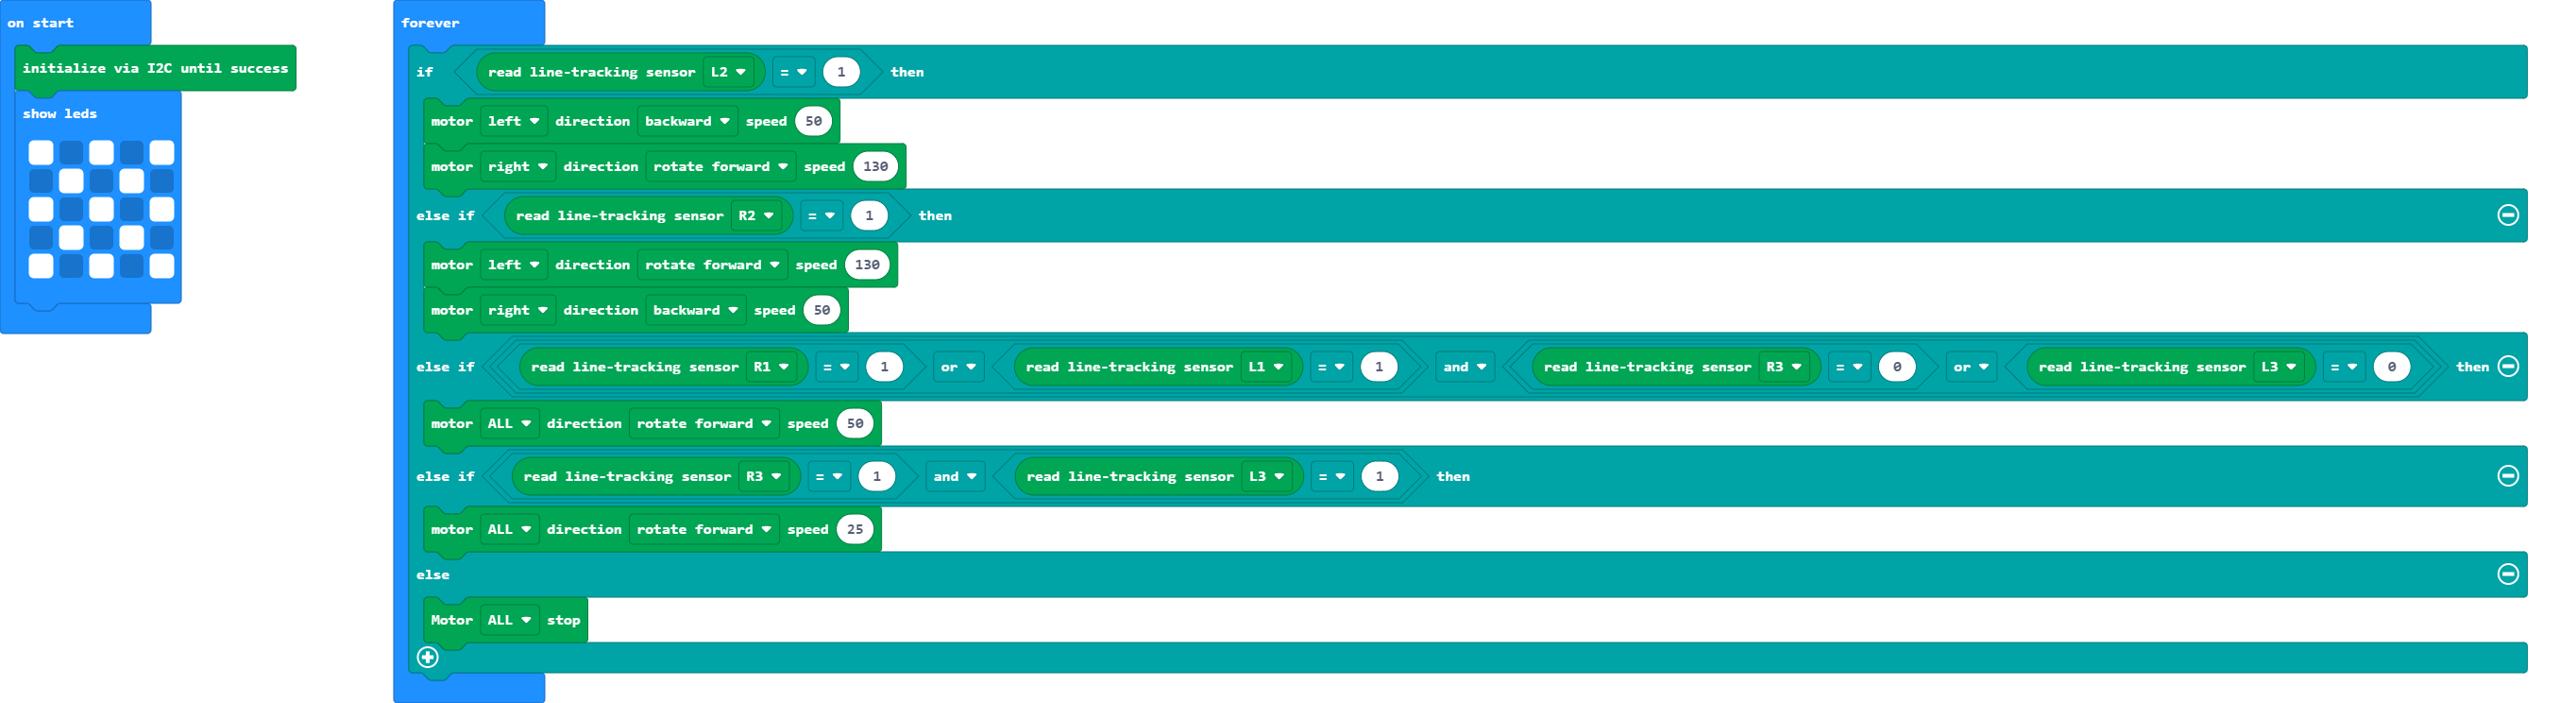 on start
initialize via I2C until success
show leds
forever
if read line-tracking sensor L2 = 1 then
motor left direction backward speed 50
motor right direction rotate forward speed 130
else if read line-tracking sensor R2 = 1 then
motor left direction rotate forward speed 130
motor right direction backward speed 50
else if read line-tracking sensor R1 = 1 or read line-tracking sensor L1 = 1 and read line-tracking sensor R3 = 0 or read line-tracking sensor L3 = 0 then
motor ALL direction rotate forward speed 50
else if read line-tracking sensor R3 = 1 and read line-tracking sensor L3 = 1 then
motor ALL direction rotate forward speed 25
else
Motor ALL stop